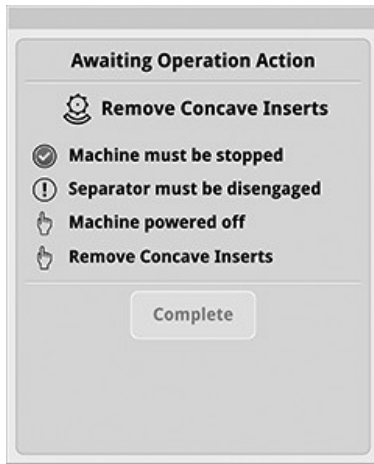 Awaiting Operation Action
Remove Concave Inserts
Machine must be stopped
Separator must be disengaged
Machine powered off
Remove Concave Inserts
Complete